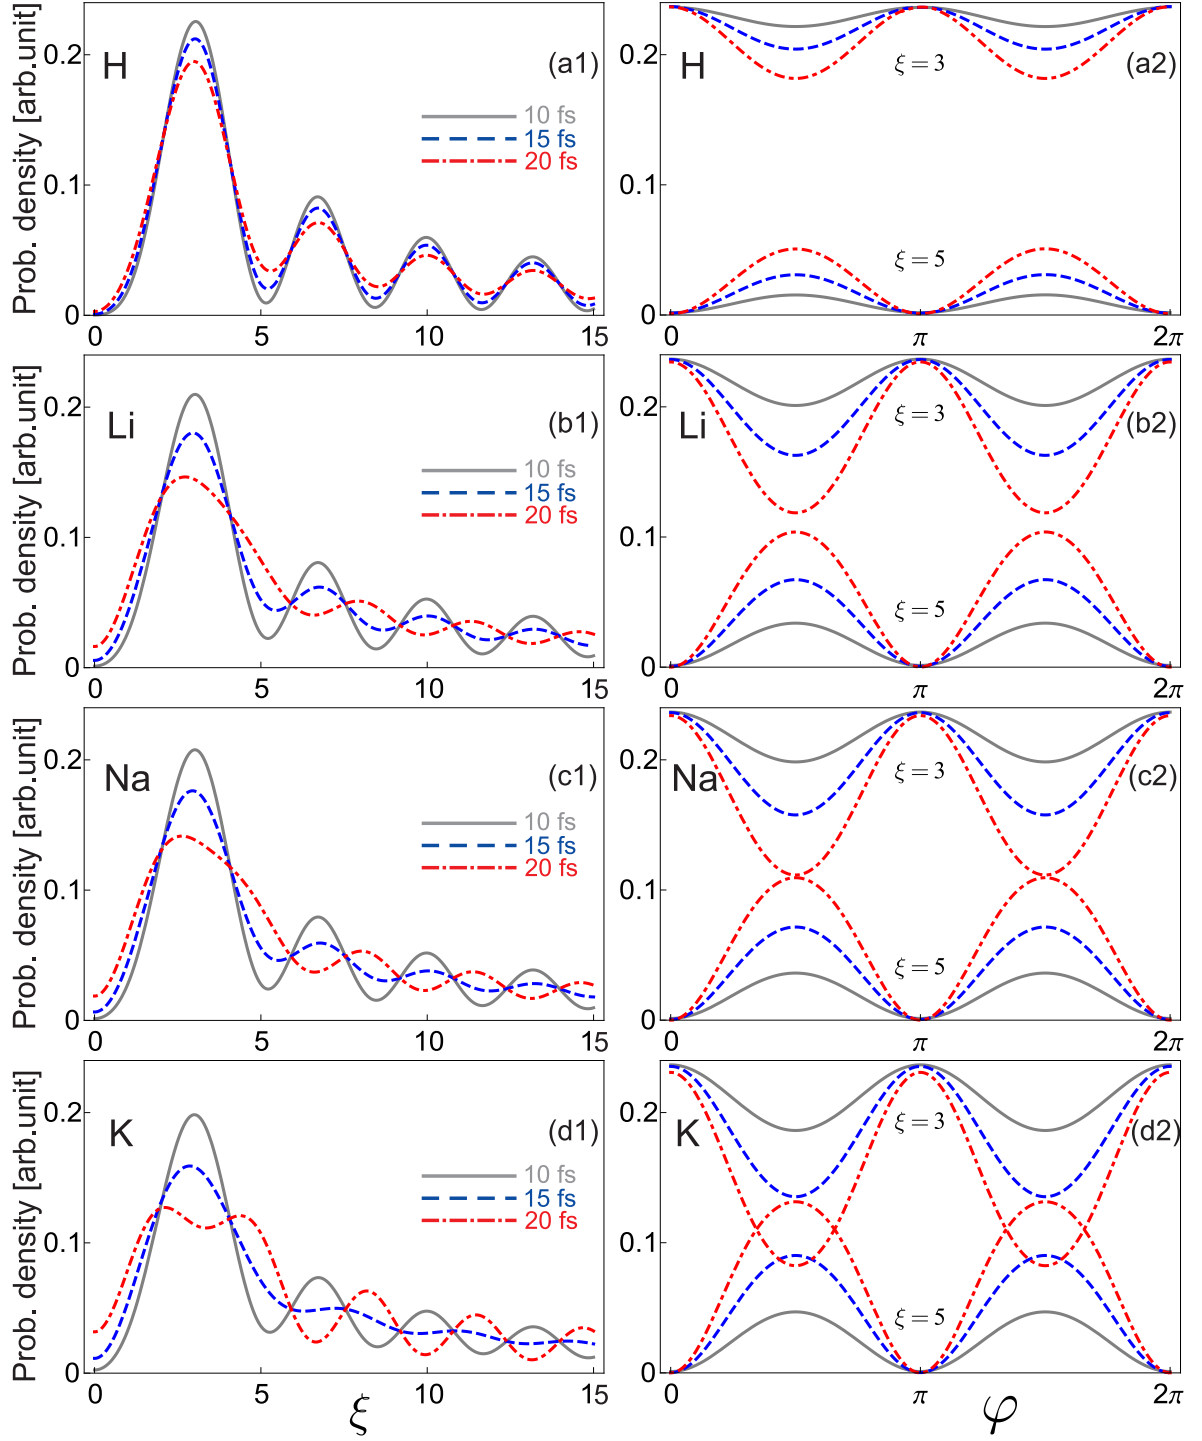 Prob. density [arb.unit]
0.2
0.1
0
H
(a1)
10 fs
15 fs
20 fs
0 5 10 15
0.2
0.1
0
H
(a2)
ξ = 3
ξ = 5
0 π 2π
Prob. density [arb.unit]
0.2
0.1
0
Li
(b1)
10 fs
15 fs
20 fs
0 5 10 15
0.2
0.1
0
Li
(b2)
ξ = 3
ξ = 5
0 π 2π
Prob. density [arb.unit]
0.2
0.1
0
Na
(c1)
10 fs
15 fs
20 fs
0 5 10 15
0.2
0.1
0
Na
(c2)
ξ = 3
ξ = 5
0 π 2π
Prob. density [arb.unit]
0.2
0.1
0
K
(d1)
10 fs
15 fs
20 fs
0 5 10 15
ξ
0.2
0.1
0
K
(d2)
ξ = 3
ξ = 5
0 π 2π
φ